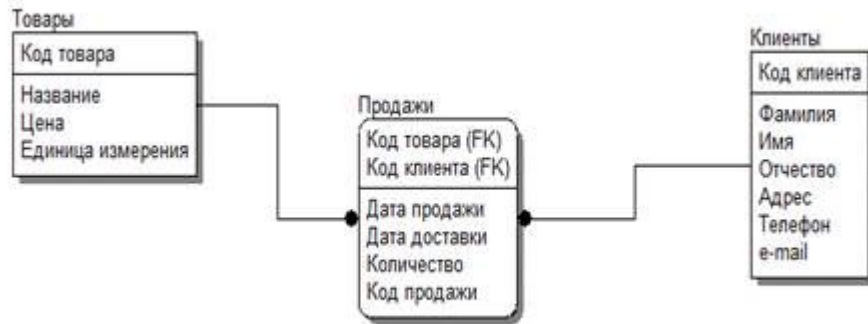 Товары
Код товара
Название
Цена
Единица измерения
Продажи
Код товара (FK)
Код клиента (FK)
Дата продажи
Дата доставки
Количество
Код продажи
Клиенты
Код клиента
Фамилия
Имя
Отчество
Адрес
Телефон
e-mail